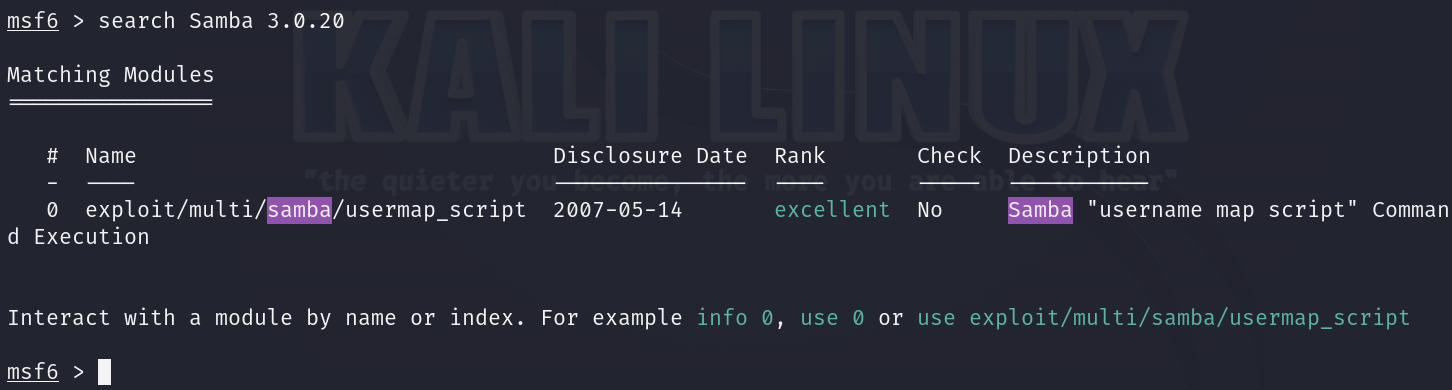 msf6 > search Samba 3.0.20
KALI LINUX
Matching Modules
================
# Name Disclosure Date Rank Check Description
- ---- --------------- ---- ----- -----------
"the quieter you become, the more you are able to hear"
0 exploit/multi/samba/usermap_script 2007-05-14 excellent No Samba "username map script" Comman
d Execution
Interact with a module by name or index. For example info 0, use 0 or use exploit/multi/samba/usermap_script
msf6 >